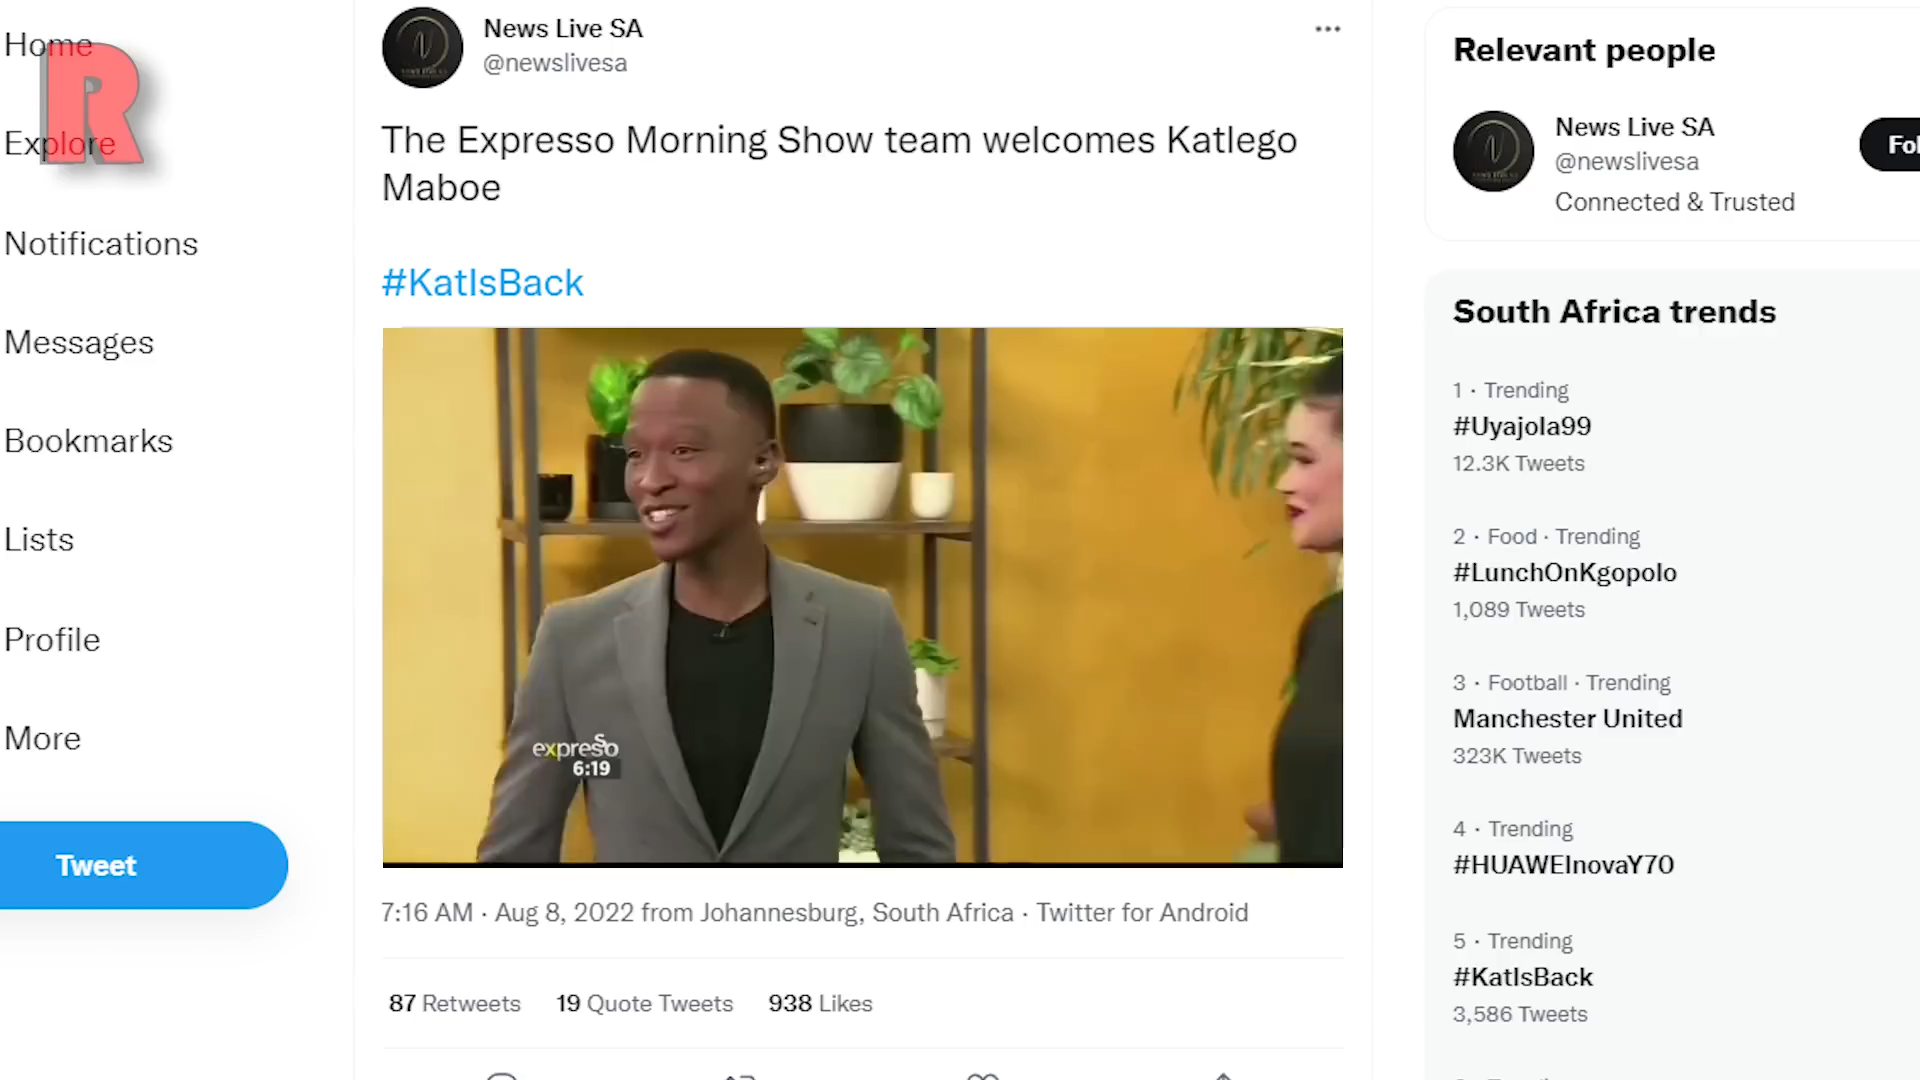 Home
R
Explore
Notifications
Messages
Bookmarks
Lists
Profile
More
Tweet
News Live SA
@newslivesa
The Expresso Morning Show team welcomes Katlego
Maboe
#KatIsBack
expresso
S
6:19
7:16 AM · Aug 8, 2022 from Johannesburg, South Africa · Twitter for Android
87 Retweets 19 Quote Tweets 938 Likes
Relevant people
News Live SA
@newslivesa
Fol
Connected & Trusted
South Africa trends
1 · Trending
#Uyajola99
12.3K Tweets
2 · Food · Trending
#LunchOnKgopolo
1,089 Tweets
3 · Football · Trending
Manchester United
323K Tweets
4 · Trending
#HUAWEInovaY70
5 · Trending
#KatIsBack
3,586 Tweets